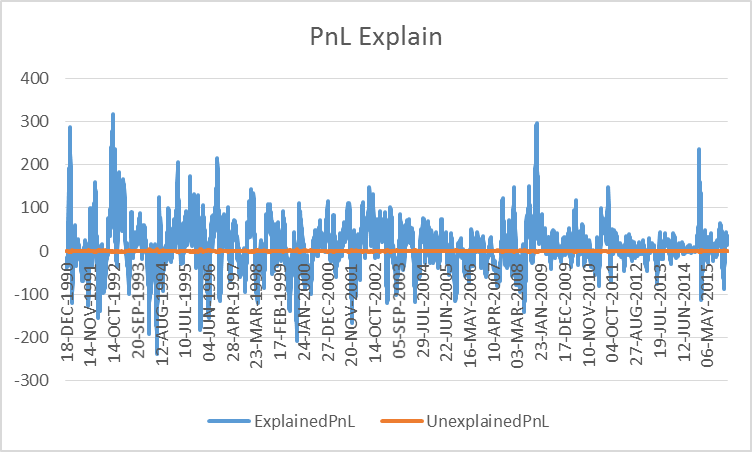 PnL Explain
400
300
200
100
0
-100
-200
-300
18-DEC-1990
14-NOV-1991
14-OCT-1992
20-SEP-1993
12-AUG-1994
10-JUL-1995
04-JUN-1996
28-APR-1997
23-MAR-1998
17-FEB-1999
24-JAN-2000
27-DEC-2000
20-NOV-2001
14-OCT-2002
05-SEP-2003
29-JUL-2004
22-JUN-2005
16-MAY-2006
10-APR-2007
03-MAR-2008
23-JAN-2009
17-DEC-2009
10-NOV-2010
04-OCT-2011
27-AUG-2012
19-JUL-2013
12-JUN-2014
06-MAY-2015
ExplainedPnL UnexplainedPnL